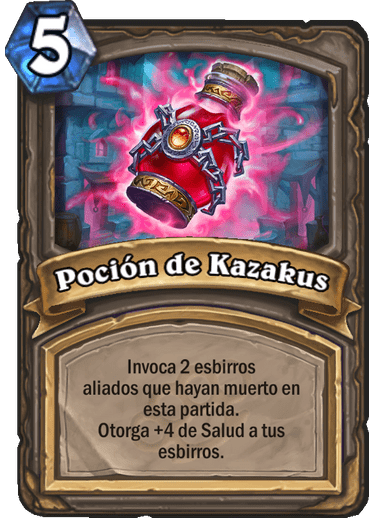 5
Poción de Kazakus
Invoca 2 esbirros
aliados que hayan muerto en
esta partida.
Otorga +4 de Salud a tus
esbirros.